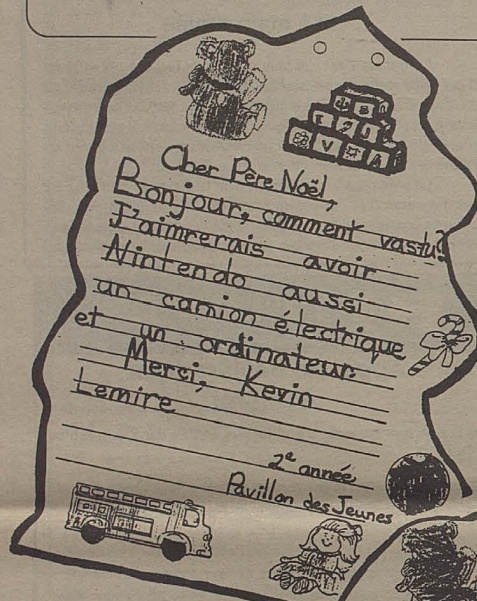 Cher Père Noël,
Bonjour, comment vastu?
J'aimrerais avoir
Nintendo aussi
un camion électrique
et un ordinateur.
Merci, Kevin
Lemire
2e année
Pavillon des Jeunes